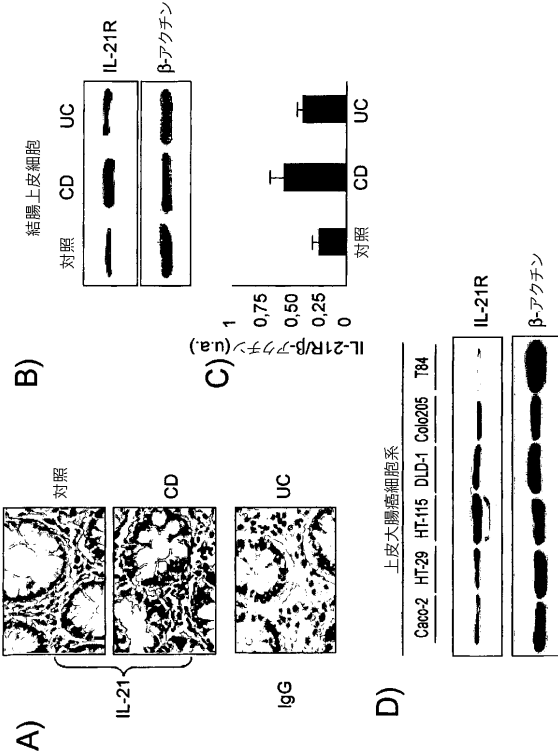 A)
IL-21
IgG
対照
CD
UC
B)
結腸上皮細胞
対照 CD UC
IL-21R
β-アクチン
C)
IL-21R/β-アクチン(u.a.)
1
0,75
0,50
0,25
0
対照 CD UC
D)
上皮大腸癌細胞系
Caco-2 HT-29 HT-115 DLD-1 Colo205 T84
IL-21R
β-アクチン